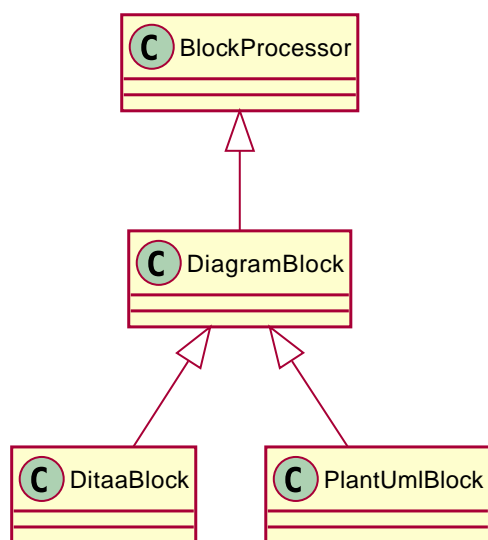 C BlockProcessor
C DiagramBlock
C DitaaBlock
C PlantUmlBlock